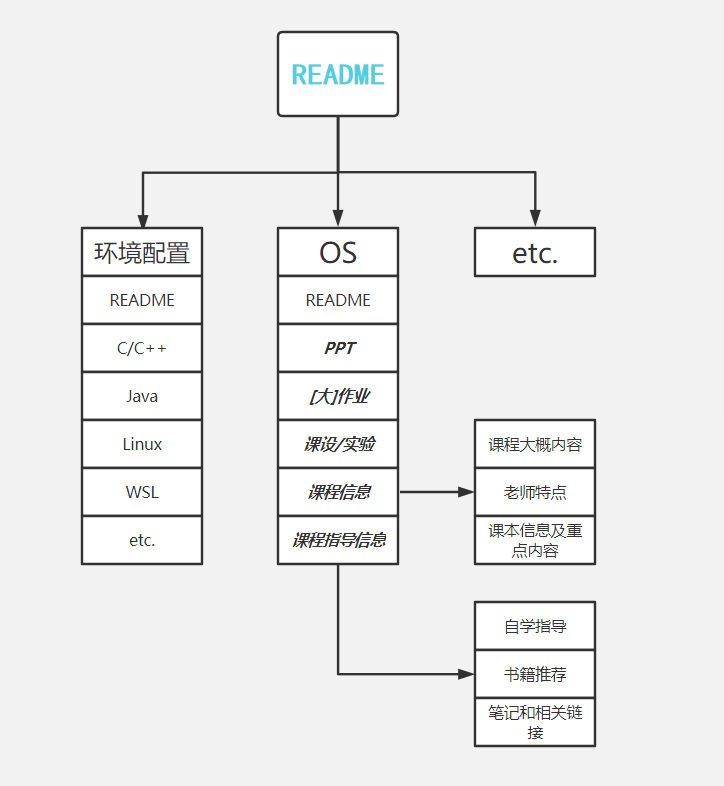 README
环境配置
README
C/C++
Java
Linux
WSL
etc.
OS
README
PPT
[大]作业
课设/实验
课程信息
课程指导信息
etc.
课程大概内容
老师特点
课本信息及重
点内容
自学指导
书籍推荐
笔记和相关链
接